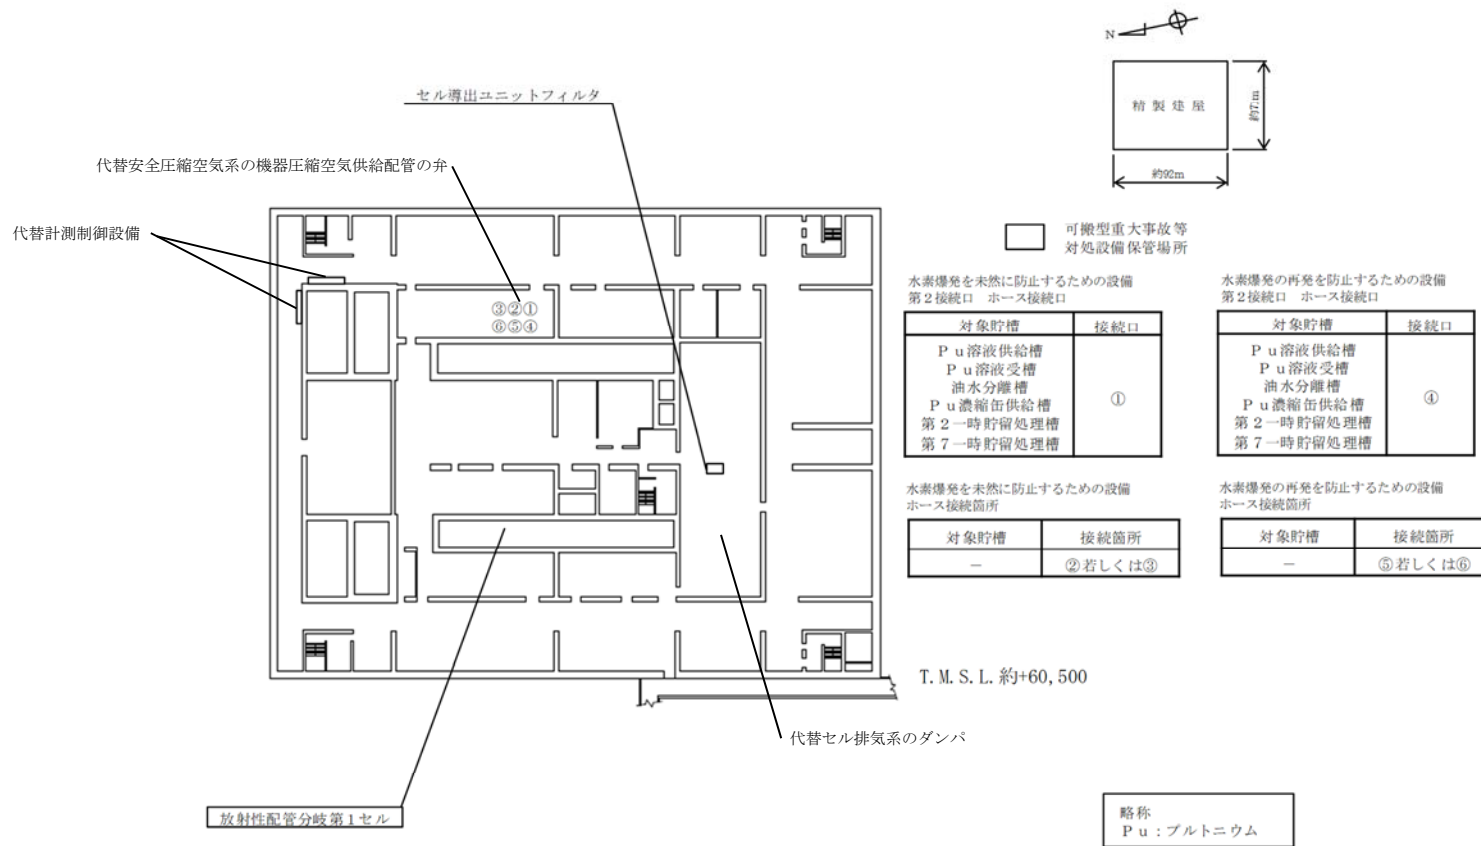 N
精製建屋
約71m
約92m
セル導出ユニットフィルタ
代替安全圧縮空気系の機器圧縮空気供給配管の弁
代替計測制御設備
③②①
⑥⑤④
可搬型重大事故等
対処設備保管場所
水素爆発を未然に防止するための設備
第2接続口 ホース接続口
対象貯槽 接続口
Pu溶液供給槽
Pu溶液受槽
油水分離槽
Pu濃縮缶供給槽
第2一時貯留処理槽
第7一時貯留処理槽
①
水素爆発の再発を防止するための設備
第2接続口 ホース接続口
対象貯槽 接続口
Pu溶液供給槽
Pu溶液受槽
油水分離槽
Pu濃縮缶供給槽
第2一時貯留処理槽
第7一時貯留処理槽
④
水素爆発を未然に防止するための設備
ホース接続箇所
対象貯槽 接続箇所
－ ②若しくは③
水素爆発の再発を防止するための設備
ホース接続箇所
対象貯槽 接続箇所
－ ⑤若しくは⑥
T.M.S.L.約+60,500
代替セル排気系のダンパ
放射性配管分岐第1セル
略称
Pu：プルトニウム